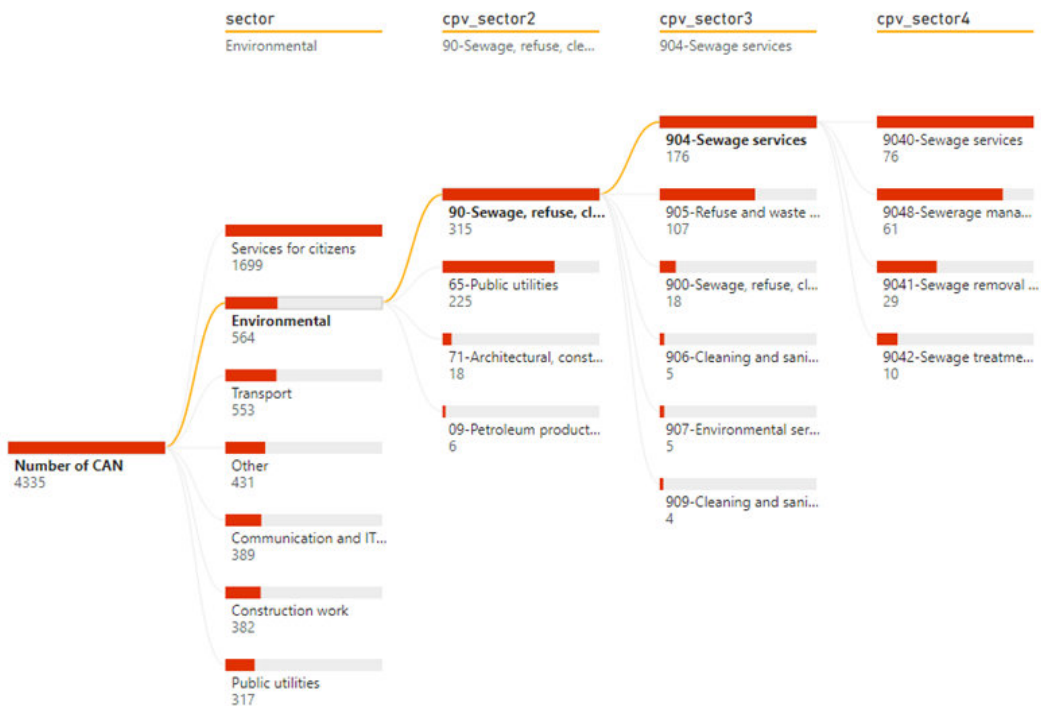 sector
Environmental
cpv_sector2
90-Sewage, refuse, cle...
cpv_sector3
904-Sewage services
cpv_sector4
Number of CAN
4335
Services for citizens
1699
Environmental
564
Transport
553
Other
431
Communication and IT...
389
Construction work
382
Public utilities
317
90-Sewage, refuse, cl...
315
65-Public utilities
225
71-Architectural, const...
18
09-Petroleum product...
6
904-Sewage services
176
905-Refuse and waste ...
107
900-Sewage, refuse, cl...
18
906-Cleaning and sani...
5
907-Environmental ser...
5
909-Cleaning and sani...
4
9040-Sewage services
76
9048-Sewerage mana...
61
9041-Sewage removal ...
29
9042-Sewage treatme...
10